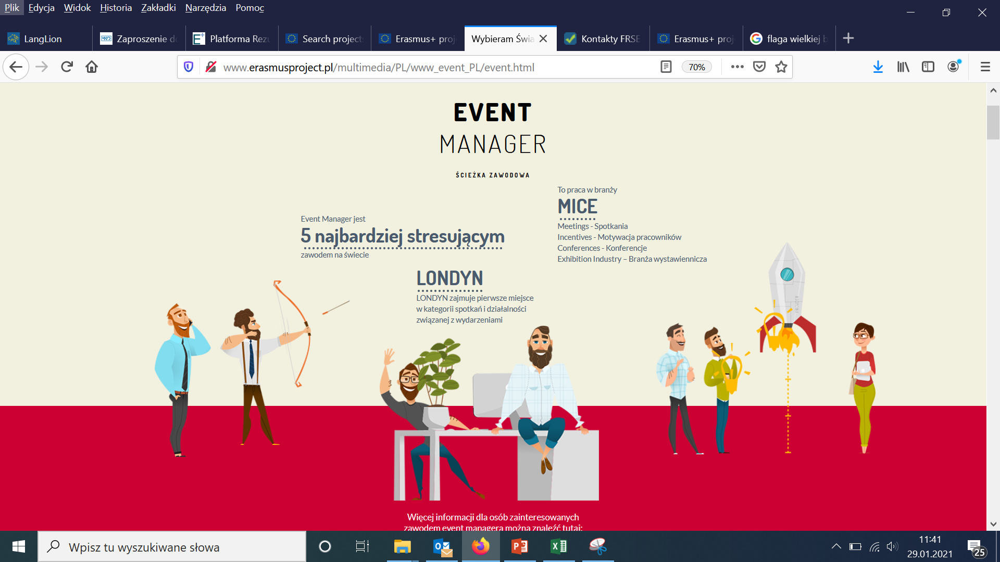 Plik Edycja Widok Historia Zakładki Narzędzia Pomoc
LangLion
Zaproszenie do
Platforma Rezu
Search projects
Erasmus+ proj
Wybieram Świa
Kontakty FRSE
Erasmus+ proj
flaga wielkiej b
www.erasmusproject.pl/multimedia/PL/www_event_PL/event.html
70%
EVENT
MANAGER
ŚCIEŻKA ZAWODOWA
Event Manager jest
5 najbardziej stresującym
zawodem na świecie
To praca w branży
MICE
Meetings - Spotkania
Incentives - Motywacja pracowników
Conferences - Konferencje
Exhibition Industry – Branża wystawiennicza
LONDYN
LONDYN zajmuje pierwsze miejsce
w kategorii spotkań i działalności
związanej z wydarzeniami
Więcej informacji dla osób zainteresowanych
zawodem event managera można znaleźć tutaj:
Wpisz tu wyszukiwane słowa
11:41
29.01.2021
25